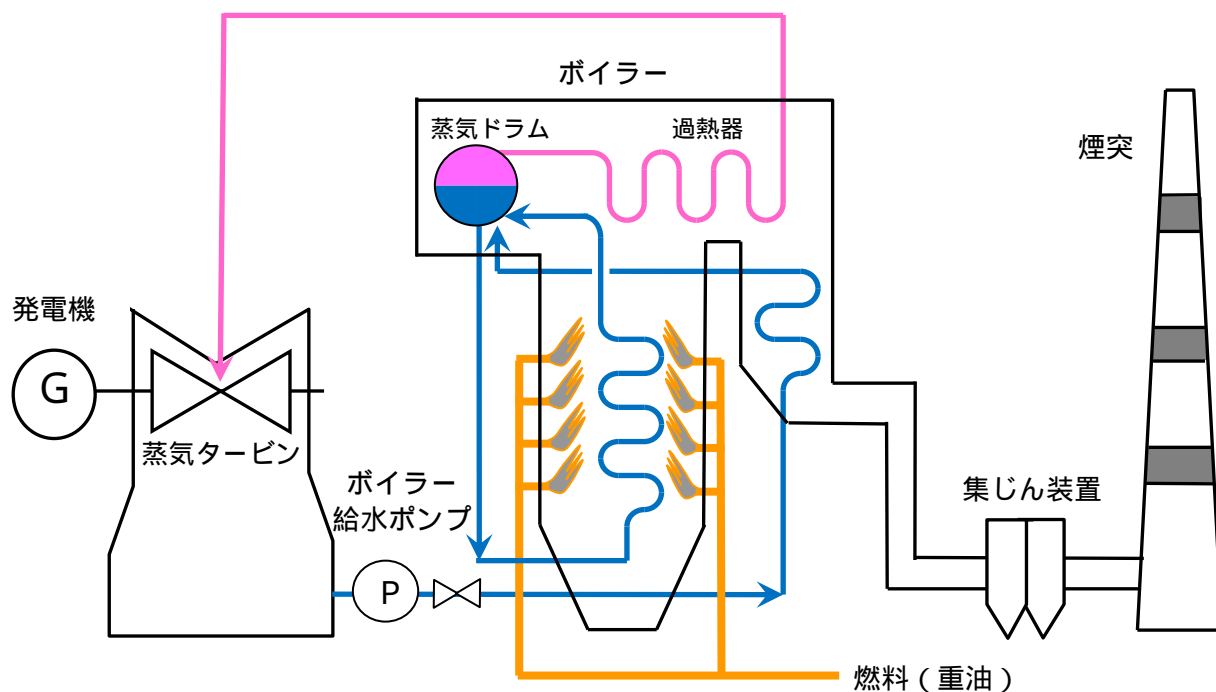 ボイラー
蒸気ドラム
過熱器
煙突
発電機
G
蒸気タービン
ボイラー
給水ポンプ
P
集じん装置
燃料(重油)